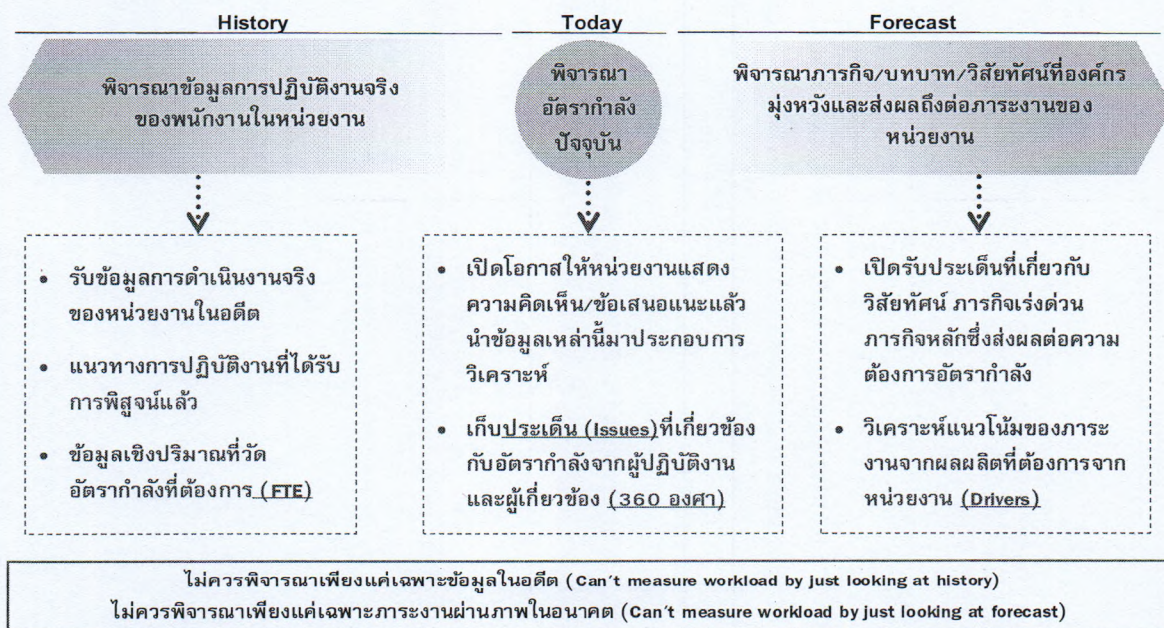 History
Today
Forecast
พิจารณาข้อมูลการปฏิบัติงานจริง
ของพนักงานในหน่วยงาน
พิจารณา
อัตรากำลัง
ปัจจุบัน
พิจารณาภารกิจ/บทบาท/วิสัยทัศน์ที่องค์กร
มุ่งหวังและส่งผลถึงต่อภาระงานของ
หน่วยงาน
• รับข้อมูลการดำเนินงานจริง
ของหน่วยงานในอดีต
• แนวทางการปฏิบัติงานที่ได้รับ
การพิสูจน์แล้ว
• ข้อมูลเชิงปริมาณที่วัด
อัตรากำลังที่ต้องการ (FTE)
• เปิดโอกาสให้หน่วยงานแสดง
ความคิดเห็น/ข้อเสนอแนะแล้ว
นำข้อมูลเหล่านี้มาประกอบการ
วิเคราะห์
• เก็บประเด็น (Issues)ที่เกี่ยวข้อง
กับอัตรากำลังจากผู้ปฏิบัติงาน
และผู้เกี่ยวข้อง (360 องศา)
• เปิดรับประเด็นที่เกี่ยวกับ
วิสัยทัศน์ ภารกิจเร่งด่วน
ภารกิจหลักซึ่งส่งผลต่อความ
ต้องการอัตรากำลัง
• วิเคราะห์แนวโน้มของภาระ
งานจากผลผลิตที่ต้องการจาก
หน่วยงาน (Drivers)
ไม่ควรพิจารณาเพียงแค่เฉพาะข้อมูลในอดีต (Can't measure workload by just looking at history)
ไม่ควรพิจารณาเพียงแค่เฉพาะภาระงานผ่านภาพในอนาคต (Can't measure workload by just looking at forecast)